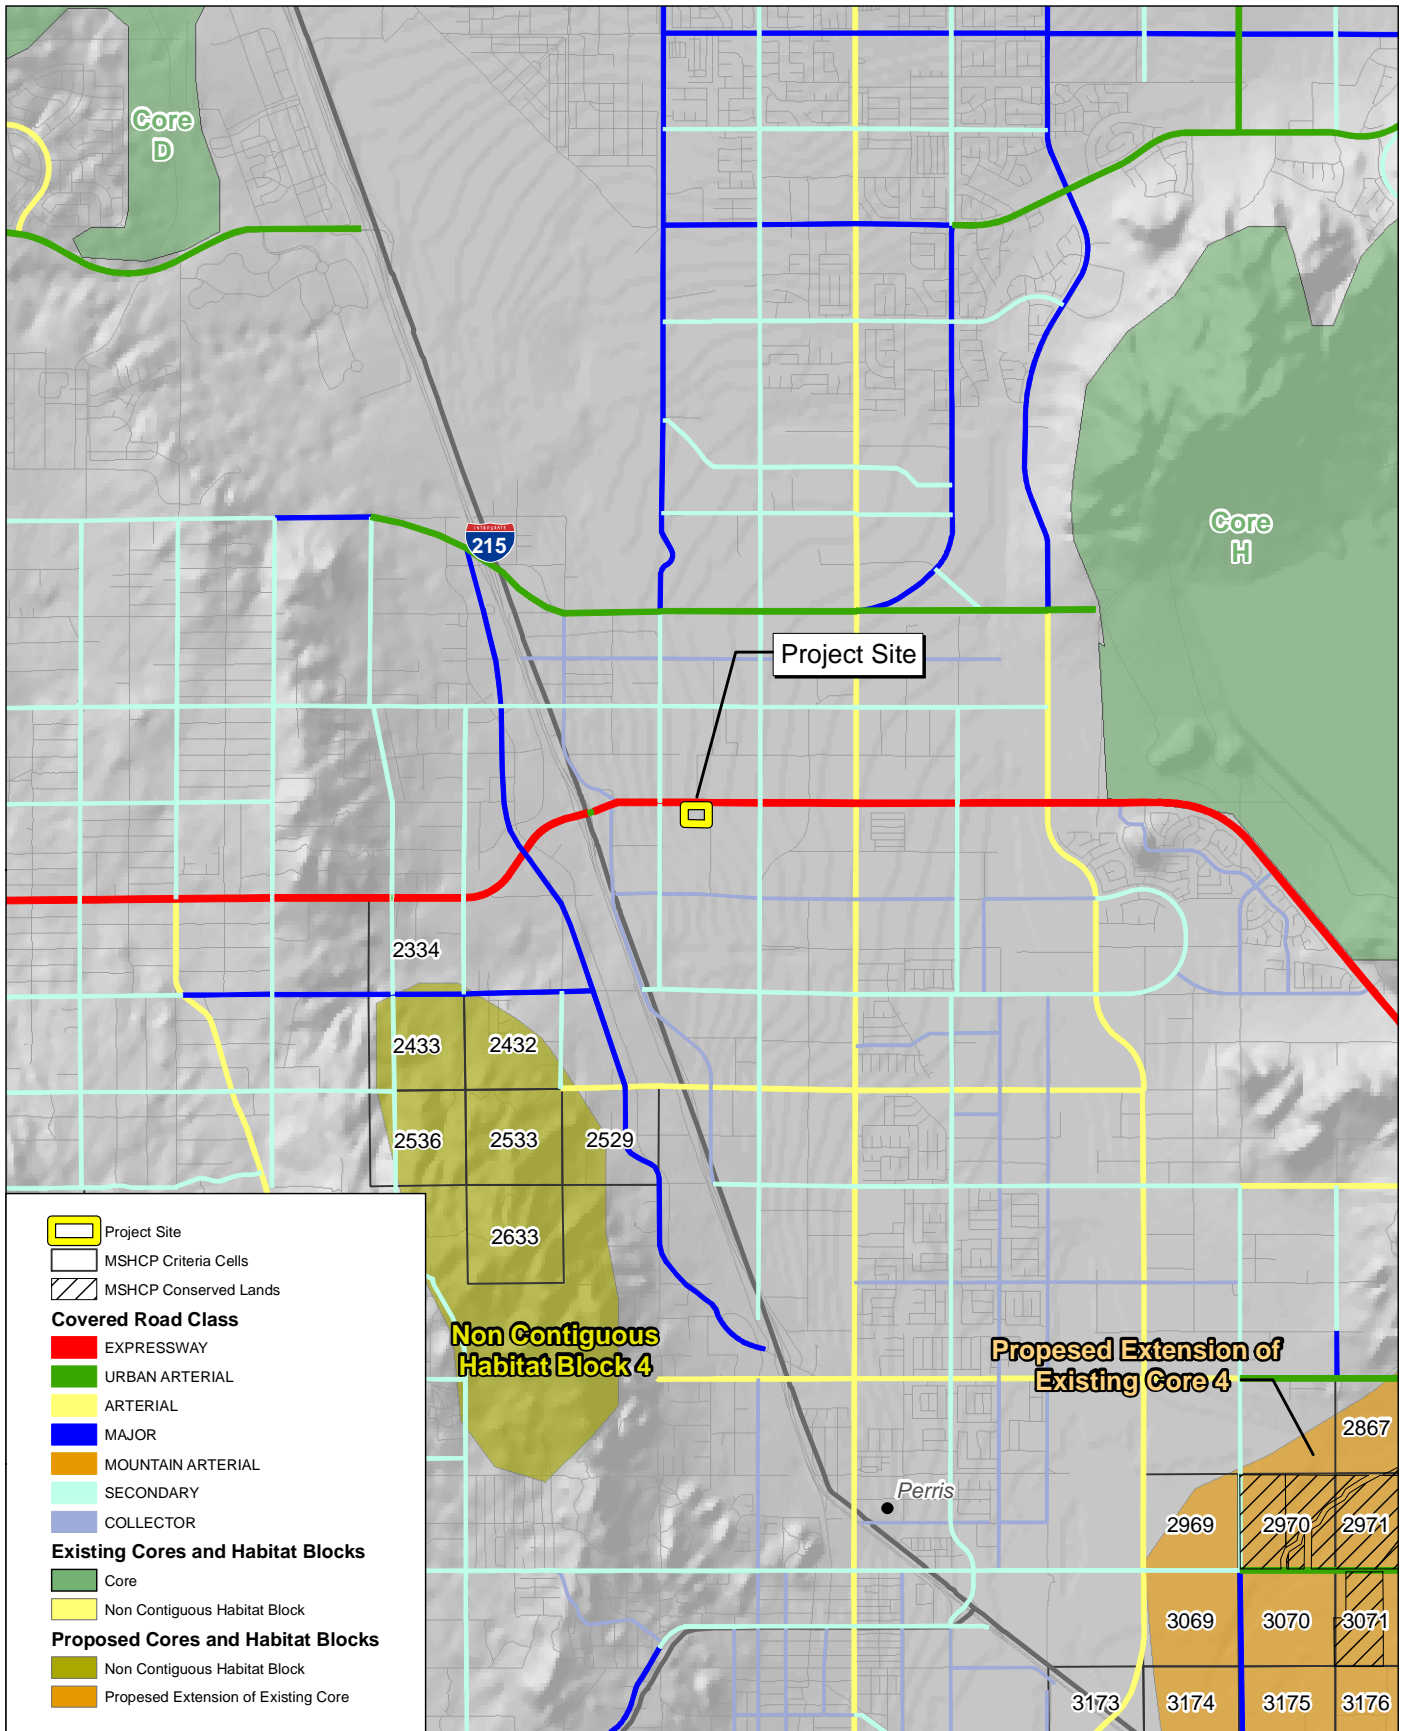 Core
D
Core
H
INTERSTATE
215
Project Site
2334
2433
2432
2536
2533
2529
2633
Non Contiguous
Habitat Block 4
Propesed Extension of
Existing Core 4
2867
Perris
2969
2970
2971
3069
3070
3071
3173
3174
3175
3176
Project Site
MSHCP Criteria Cells
MSHCP Conserved Lands
Covered Road Class
EXPRESSWAY
URBAN ARTERIAL
ARTERIAL
MAJOR
MOUNTAIN ARTERIAL
SECONDARY
COLLECTOR
Existing Cores and Habitat Blocks
Core
Non Contiguous Habitat Block
Proposed Cores and Habitat Blocks
Non Contiguous Habitat Block
Propesed Extension of Existing Core